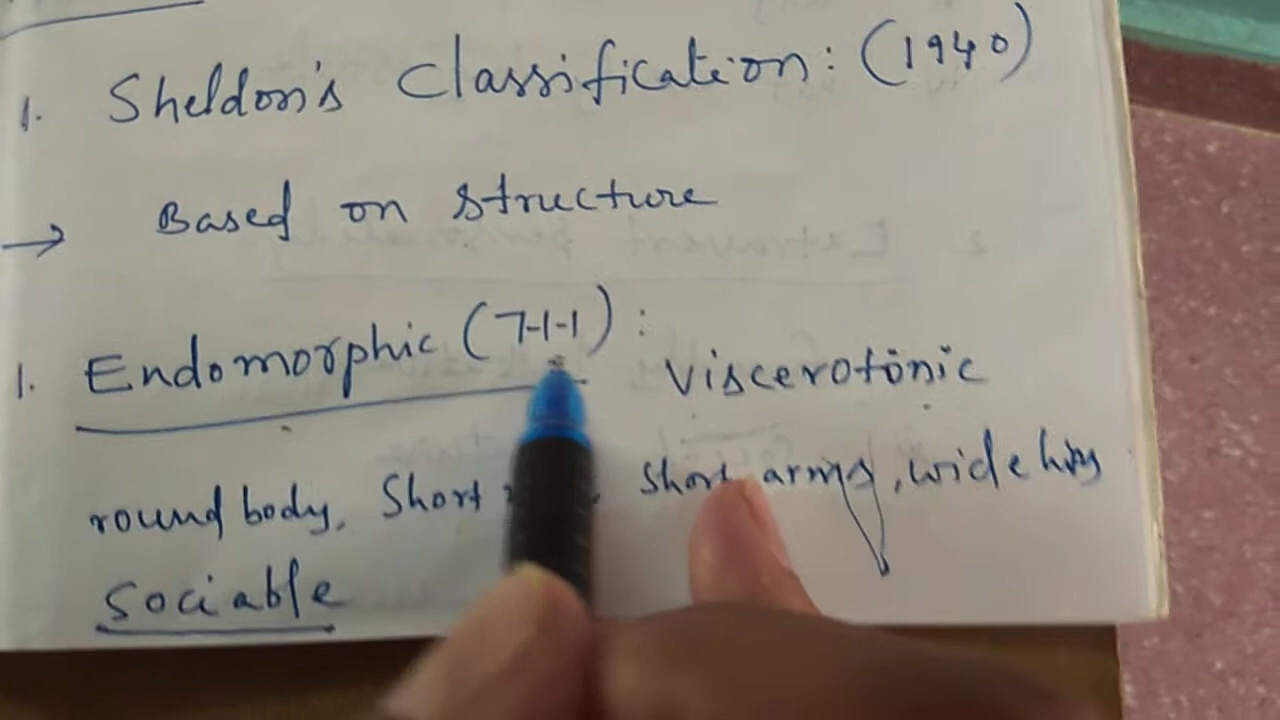 1. Sheldon's Classification: (1940)
→ Based on structure
1. Endomorphic (7-1-1): Viscerotonic
round body, Short short arms, wide hips
Sociable